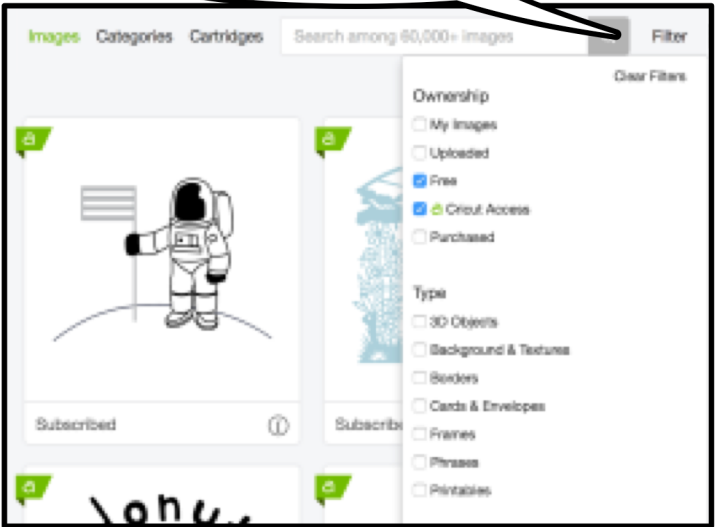 Images Categories Cartridges Search among 60,000+ images Filter
Clear Filters
Ownership
My Images
Uploaded
Free
Cricut Access
Purchased
Type
3D Objects
Background & Textures
Borders
Cards & Envelopes
Frames
Phrases
Printables
Subscribed
Subscribe